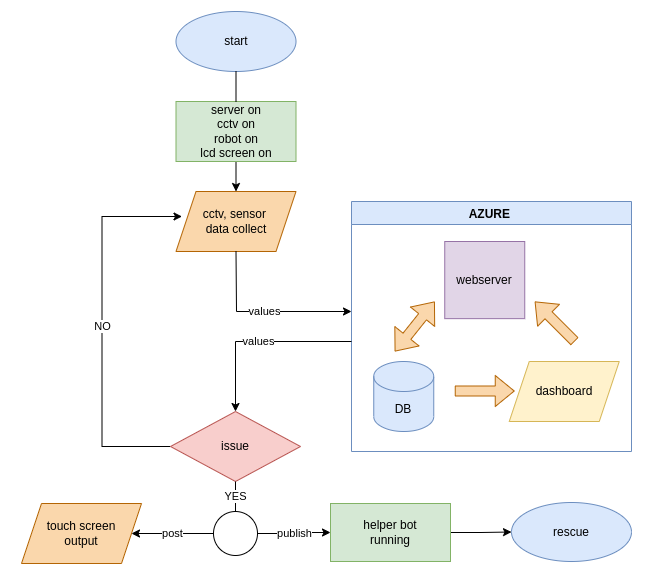 start
server on
cctv on
robot on
lcd screen on
cctv, sensor
data collect
AZURE
webserver
values
NO
values
DB
dashboard
issue
YES
touch screen
output
post
publish
helper bot
running
rescue